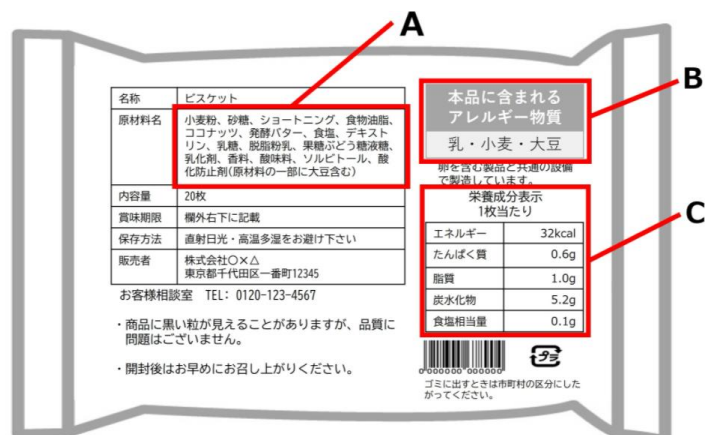 A
B
C
名称
ビスケット
原材料名
小麦粉、砂糖、ショートニング、食物油脂、
ココナッツ、発酵バター、食塩、デキスト
リン、乳糖、脱脂粉乳、果糖ぶどう糖液糖、
乳化剤、香料、酸味料、ソルビトール、酸
化防止剤(原材料の一部に大豆含む)
内容量
20枚
賞味期限
欄外右下に記載
保存方法
直射日光・高温多湿をお避け下さい
販売者
株式会社○×△
東京都千代田区一番町12345
お客様相談室 TEL: 0120-123-4567
・商品に黒い粒が見えることがありますが、品質に
問題はございません。
・開封後はお早めにお召し上がりください。
本品に含まれる
アレルギー物質
乳・小麦・大豆
卵を含む製品と共通の設備
で製造しています。
栄養成分表示
1枚当たり
エネルギー 32kcal
たんぱく質 0.6g
脂質 1.0g
炭水化物 5.2g
食塩相当量 0.1g
0 000000 000000
プラ
ゴミに出すときは市町村の区分にした
がってください。